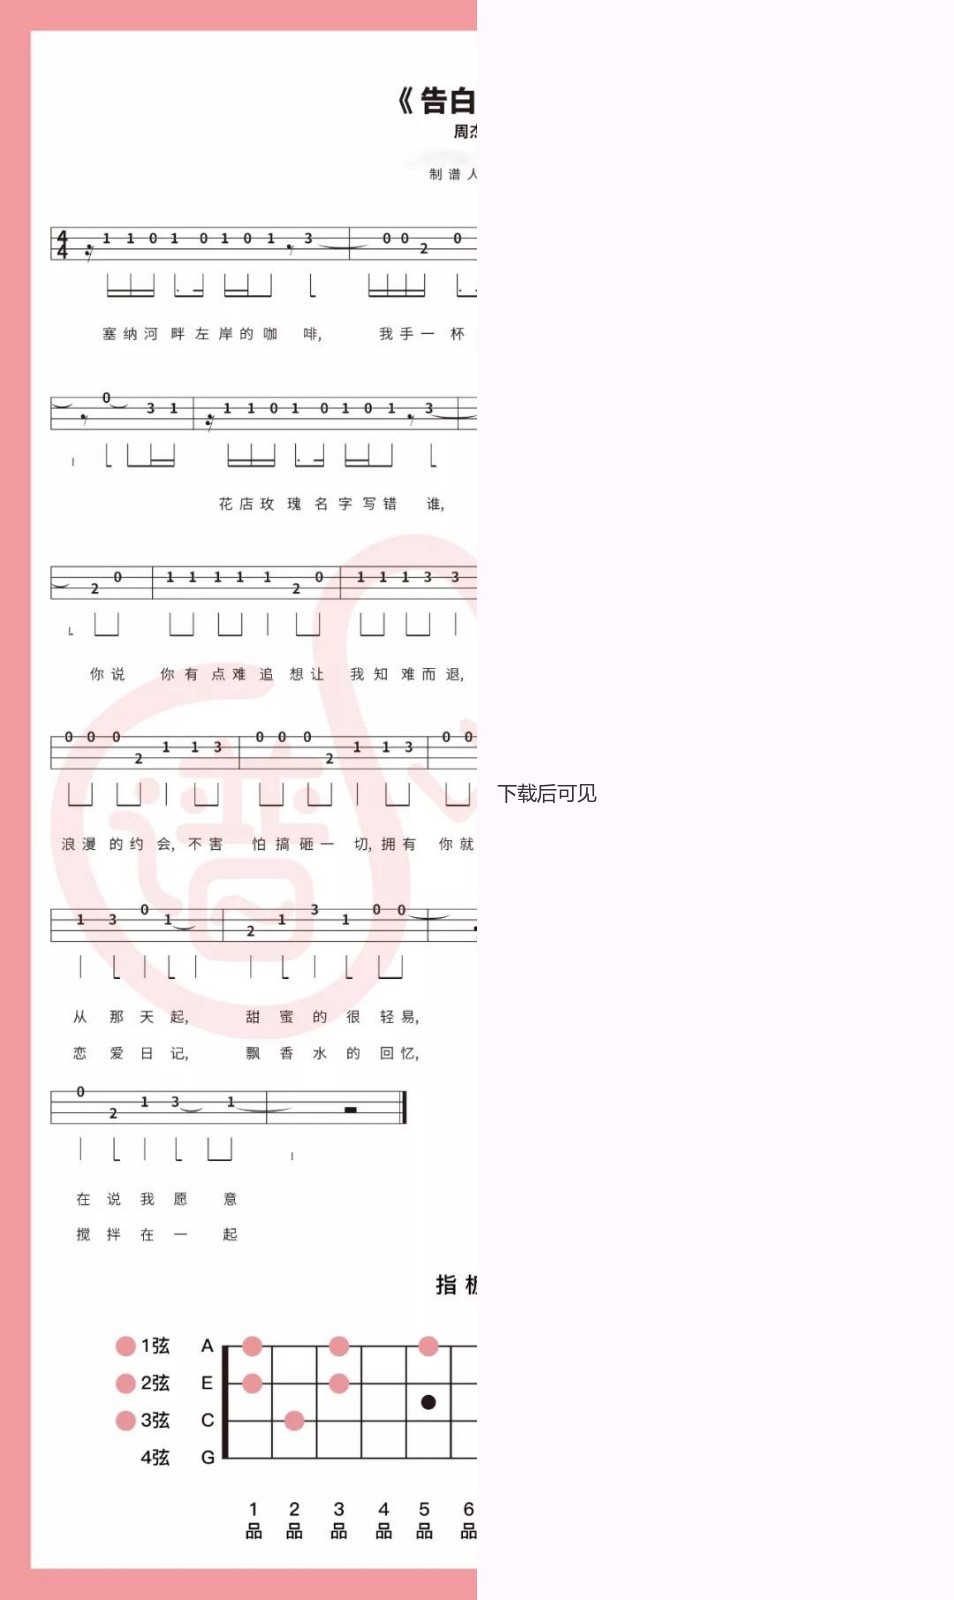 《告白
周杰
制谱人
4 4 1 1 0 1 0 1 0 1 3 0 0 2 0
塞纳河畔左岸的咖啡, 我手一杯
0 3 1 1 1 0 1 0 1 0 1 3
花店玫瑰名字写错谁,
2 0 1 1 1 1 1 2 0 1 1 1 3 3
你说 你有点难追想让 我知难而退,
0 0 0 2 1 1 3 0 0 0 2 1 1 3 0 0
浪漫的约会,不害 怕搞砸一切,拥有 你就
下载后可见
1 3 0 1 2 1 3 1 0 0
从那天起, 甜蜜的很轻易,
恋爱日记, 飘香水的回忆,
0 2 1 3 1
在说我愿意
搅拌在一起
指板
1弦 A
2弦 E
3弦 C
4弦 G
1 2 3 4 5 6
品 品 品 品 品 品